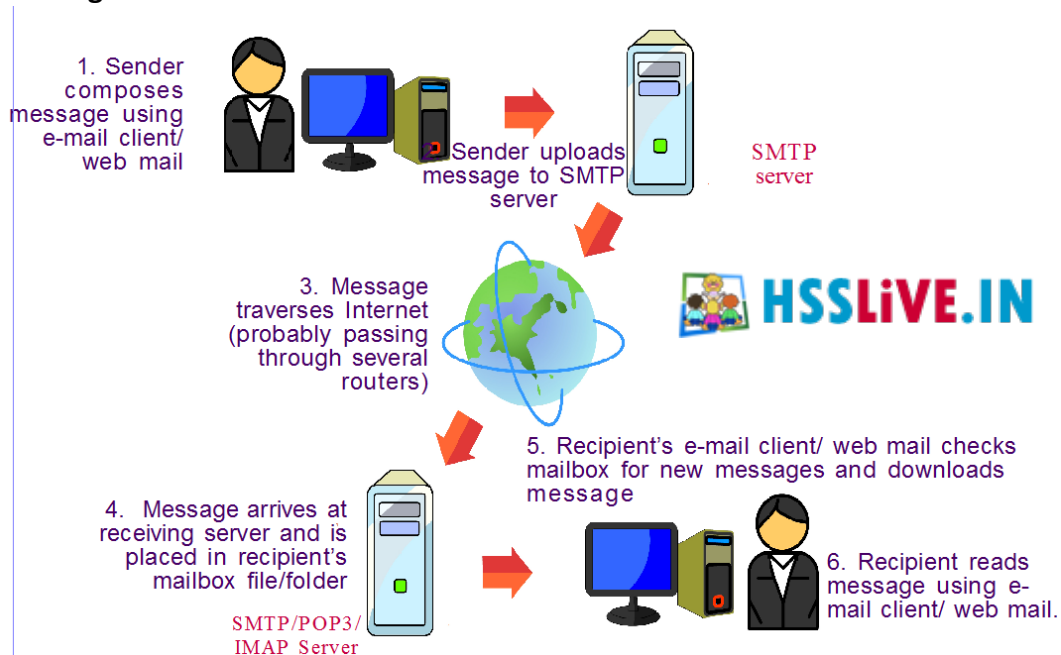 1. Sender
composes
message using
e-mail client/
web mail
Sender uploads
message to SMTP
server
SMTP
server
3. Message
traverses Internet
(probably passing
through several
routers)
HSSLiVE.IN
4. Message arrives at
receiving server and is
placed in recipient's
mailbox file/folder
SMTP/POP3/
IMAP Server
5. Recipient's e-mail client/ web mail checks
mailbox for new messages and downloads
message
6. Recipient reads
message using e-
mail client/ web mail.